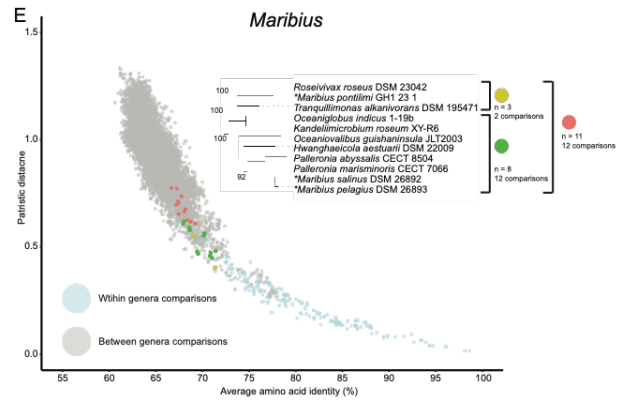 E
Maribius
1.5
1.0
0.5
0.0
Patristic distaone
100
100
100
92
Roseivivax roseus DSM 23042
*Maribius pontilimi GH1 23 1
Tranquillimonas alkanivorans DSM 195471
Oceaniglobus indicus 1-19b
Kandeliimicrobium roseum XY-R6
Oceaniovalibus guishaninsula JLT2003
Hwanghaeicola aestuarii DSM 22009
Palleronia abyssalis CECT 8504
Palleronia marisminoris CECT 7066
*Maribius salinus DSM 26892
*Maribius pelagius DSM 26893
n = 3
2 comparisons
n = 8
12 comparisons
n = 11
12 comparisons
Wtihin genera comparisons
Between genera comparisons
55 60 65 70 75 80 85 90 95 100
Average amino acid identity (%)